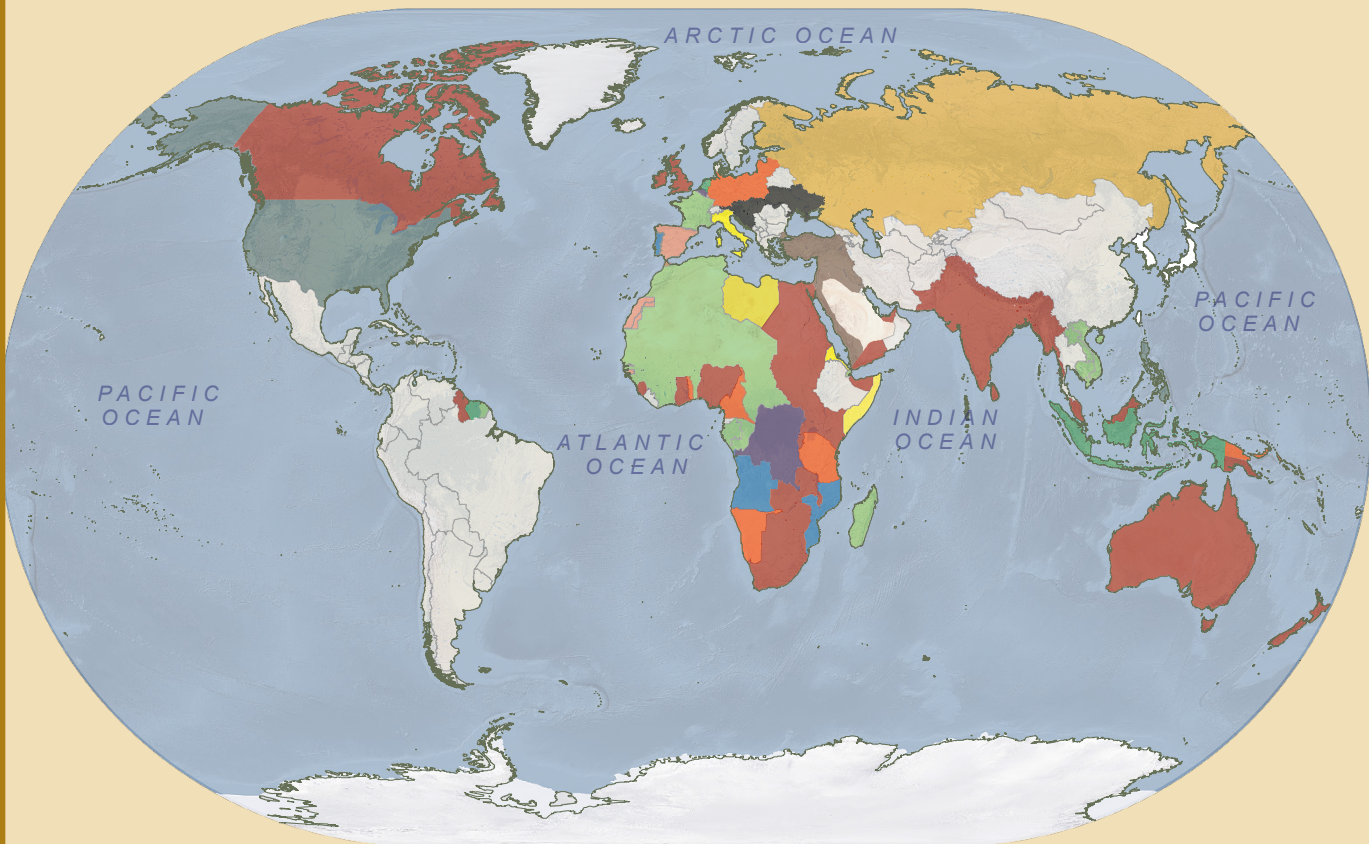 ARCTIC OCEAN
PACIFIC
OCEAN
PACIFIC
OCEAN
ATLANTIC
OCEAN
INDIAN
OCEAN